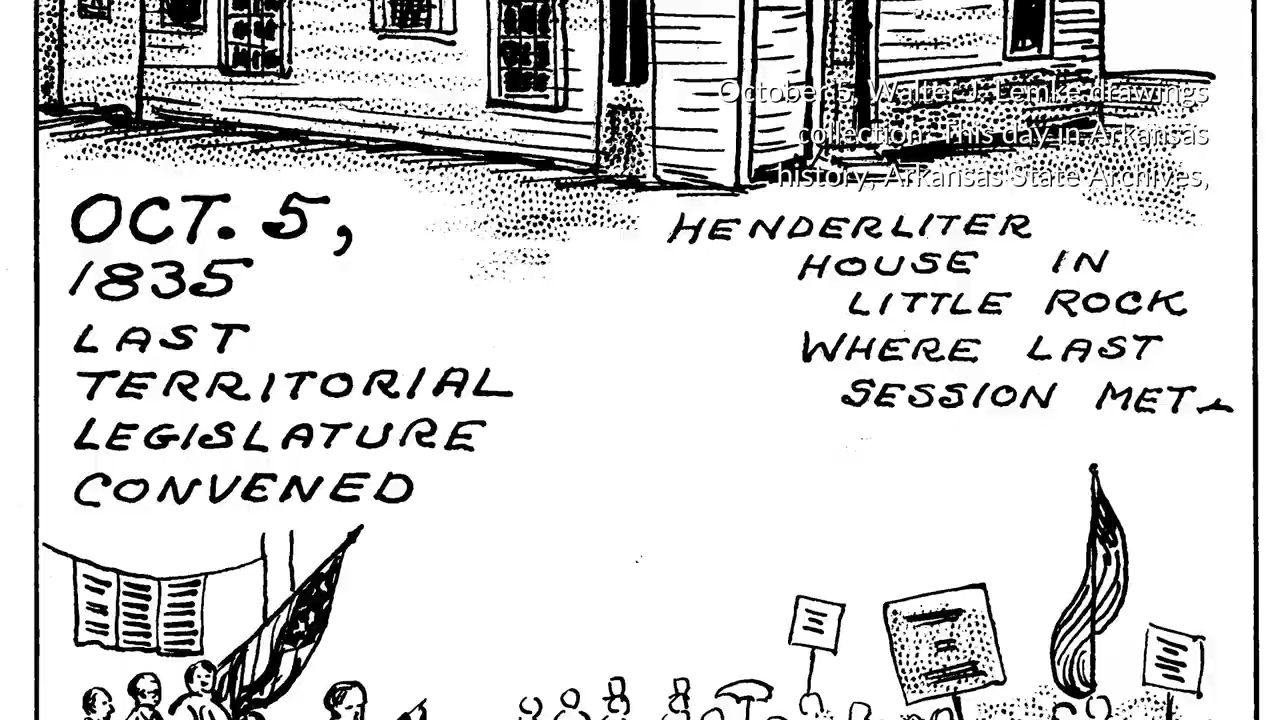 October 5, Walter J. Lemke drawings
collection: This day in Arkansas
history, Arkansas State Archives,
OCT. 5,
1835
LAST
TERRITORIAL
LEGISLATURE
CONVENED
HENDERLITER
HOUSE IN
LITTLE ROCK
WHERE LAST
SESSION MET